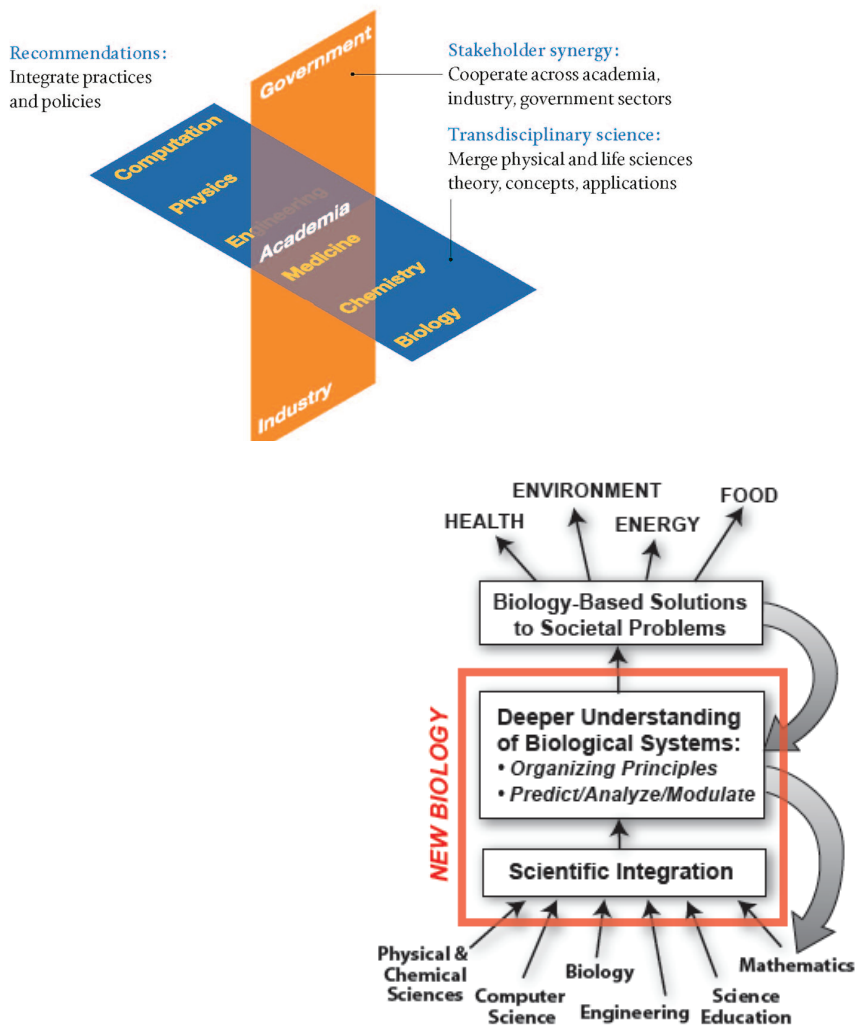 Recommendations:
Integrate practices
and policies
Stakeholder synergy:
Cooperate across academia,
industry, government sectors
Transdisciplinary science:
Merge physical and life sciences
theory, concepts, applications
Government
Computation
Physics
Engineering
Academia
Medicine
Chemistry
Biology
Industry
ENVIRONMENT
FOOD
HEALTH
ENERGY
Biology-Based Solutions
to Societal Problems
NEW BIOLOGY
Deeper Understanding
of Biological Systems:
• Organizing Principles
• Predict/Analyze/Modulate
Scientific Integration
Physical &
Chemical
Sciences
Computer
Science
Biology
Engineering
Science
Education
Mathematics